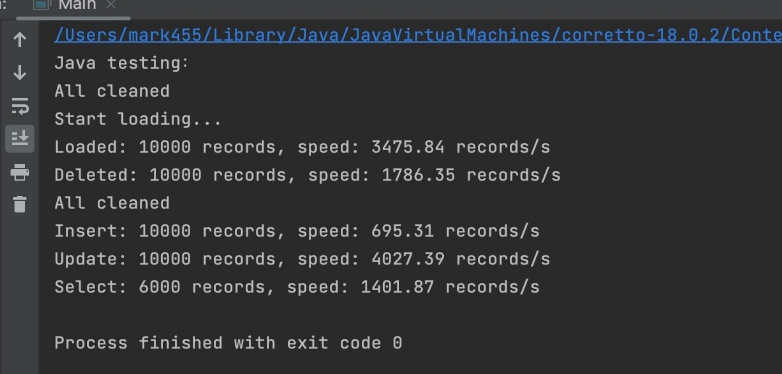 Main
/Users/mark455/Library/Java/JavaVirtualMachines/corretto-18.0.2/Conte
Java testing:
All cleaned
Start loading...
Loaded: 10000 records, speed: 3475.84 records/s
Deleted: 10000 records, speed: 1786.35 records/s
All cleaned
Insert: 10000 records, speed: 695.31 records/s
Update: 10000 records, speed: 4027.39 records/s
Select: 6000 records, speed: 1401.87 records/s
Process finished with exit code 0